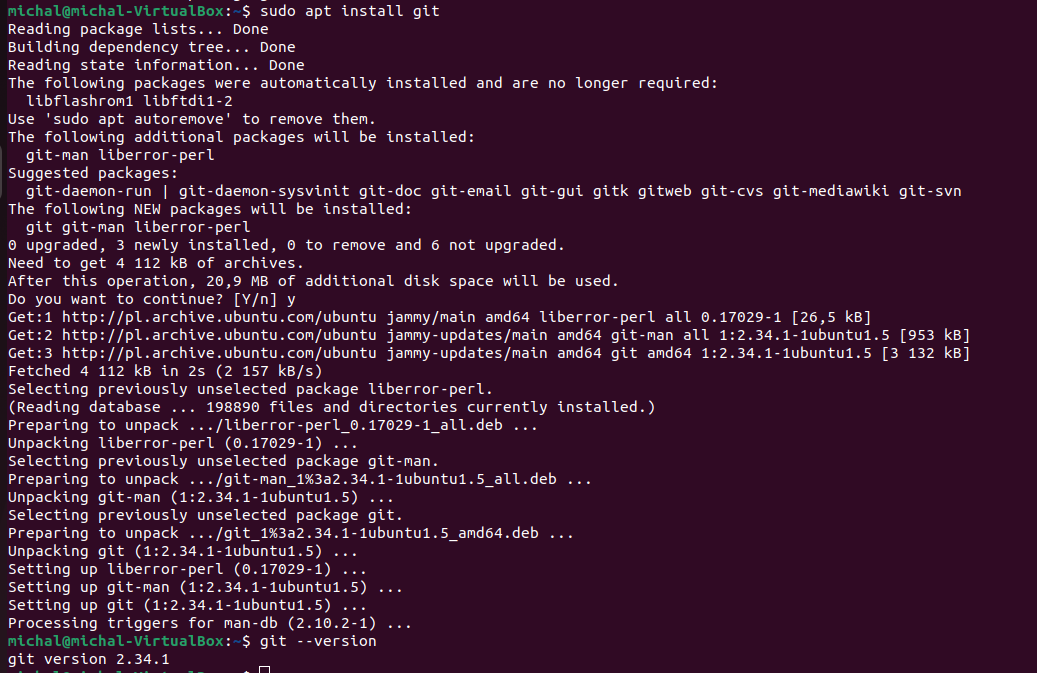 michal@michal-VirtualBox:~$ sudo apt install git
Reading package lists... Done
Building dependency tree... Done
Reading state information... Done
The following packages were automatically installed and are no longer required:
  libflashrom1 libftdi1-2
Use 'sudo apt autoremove' to remove them.
The following additional packages will be installed:
  git-man liberror-perl
Suggested packages:
  git-daemon-run | git-daemon-sysvinit git-doc git-email git-gui gitk gitweb git-cvs git-mediawiki git-svn
The following NEW packages will be installed:
  git git-man liberror-perl
0 upgraded, 3 newly installed, 0 to remove and 6 not upgraded.
Need to get 4 112 kB of archives.
After this operation, 20,9 MB of additional disk space will be used.
Do you want to continue? [Y/n] y
Get:1 http://pl.archive.ubuntu.com/ubuntu jammy/main amd64 liberror-perl all 0.17029-1 [26,5 kB]
Get:2 http://pl.archive.ubuntu.com/ubuntu jammy-updates/main amd64 git-man all 1:2.34.1-1ubuntu1.5 [953 kB]
Get:3 http://pl.archive.ubuntu.com/ubuntu jammy-updates/main amd64 git amd64 1:2.34.1-1ubuntu1.5 [3 132 kB]
Fetched 4 112 kB in 2s (2 157 kB/s)
Selecting previously unselected package liberror-perl.
(Reading database ... 198890 files and directories currently installed.)
Preparing to unpack .../liberror-perl_0.17029-1_all.deb ...
Unpacking liberror-perl (0.17029-1) ...
Selecting previously unselected package git-man.
Preparing to unpack .../git-man_1%3a2.34.1-1ubuntu1.5_all.deb ...
Unpacking git-man (1:2.34.1-1ubuntu1.5) ...
Selecting previously unselected package git.
Preparing to unpack .../git_1%3a2.34.1-1ubuntu1.5_amd64.deb ...
Unpacking git (1:2.34.1-1ubuntu1.5) ...
Setting up liberror-perl (0.17029-1) ...
Setting up git-man (1:2.34.1-1ubuntu1.5) ...
Setting up git (1:2.34.1-1ubuntu1.5) ...
Processing triggers for man-db (2.10.2-1) ...
michal@michal-VirtualBox:~$ git --version
git version 2.34.1